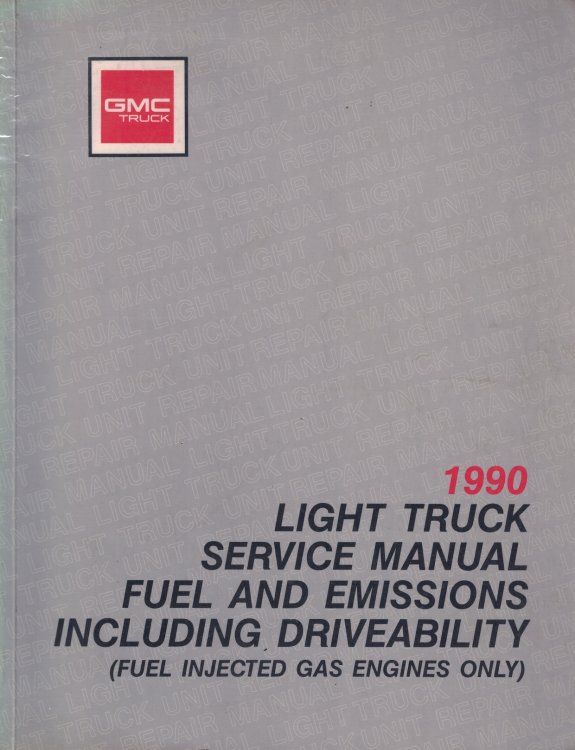 GMC
TRUCK
1990
LIGHT TRUCK
SERVICE MANUAL
FUEL AND EMISSIONS
INCLUDING DRIVEABILITY
(FUEL INJECTED GAS ENGINES ONLY)